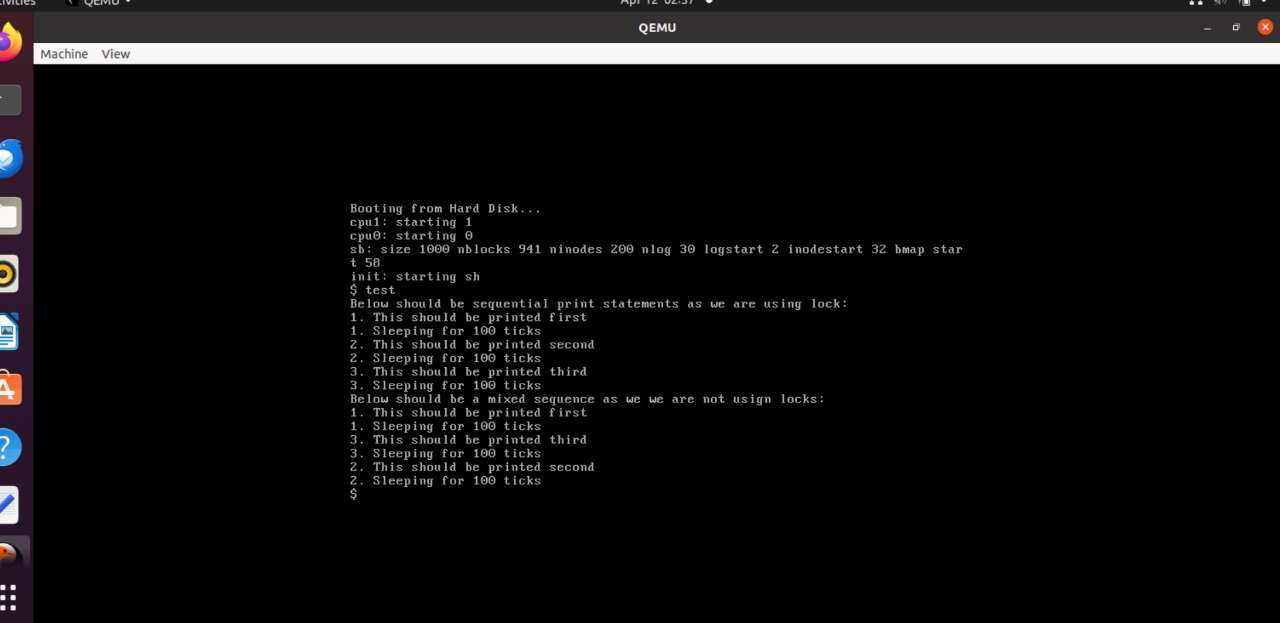 QEMU
Apr 12 02:37
QEMU
Machine View
Booting from Hard Disk...
cpu1: starting 1
cpu0: starting 0
sb: size 1000 nblocks 941 ninodes 200 nlog 30 logstart 2 inodestart 32 bmap star
t 58
init: starting sh
$ test
Below should be sequential print statements as we are using lock:
1. This should be printed first
1. Sleeping for 100 ticks
2. This should be printed second
2. Sleeping for 100 ticks
3. This should be printed third
3. Sleeping for 100 ticks
Below should be a mixed sequence as we we are not usign locks:
1. This should be printed first
1. Sleeping for 100 ticks
3. This should be printed third
3. Sleeping for 100 ticks
2. This should be printed second
2. Sleeping for 100 ticks
$